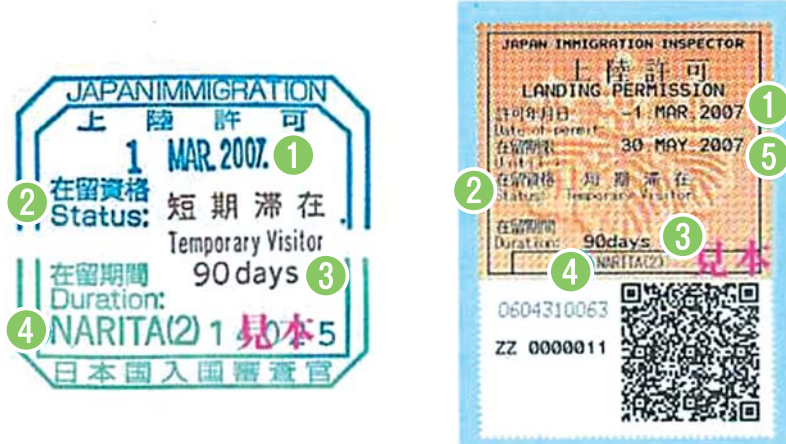 JAPAN IMMIGRATION
上陸許可
1 MAR. 2007. 1
2 在留資格 短期滞在
Status: Temporary Visitor
在留期間 90 days 3
Duration:
4 NARITA(2) 1 見本 5
日本国入国審査官
JAPAN IMMIGRATION INSPECTOR
上陸許可
LANDING PERMISSION
許可年月日 -1 MAR 2007 1
Date of permit
在留期限 30 MAY 2007 5
Until
2 在留資格 短期滞在
Status: Temporary Visitor
在留期間
Duration: 90days 3
4 NARITA(2) 見本
0604310063
ZZ 0000011